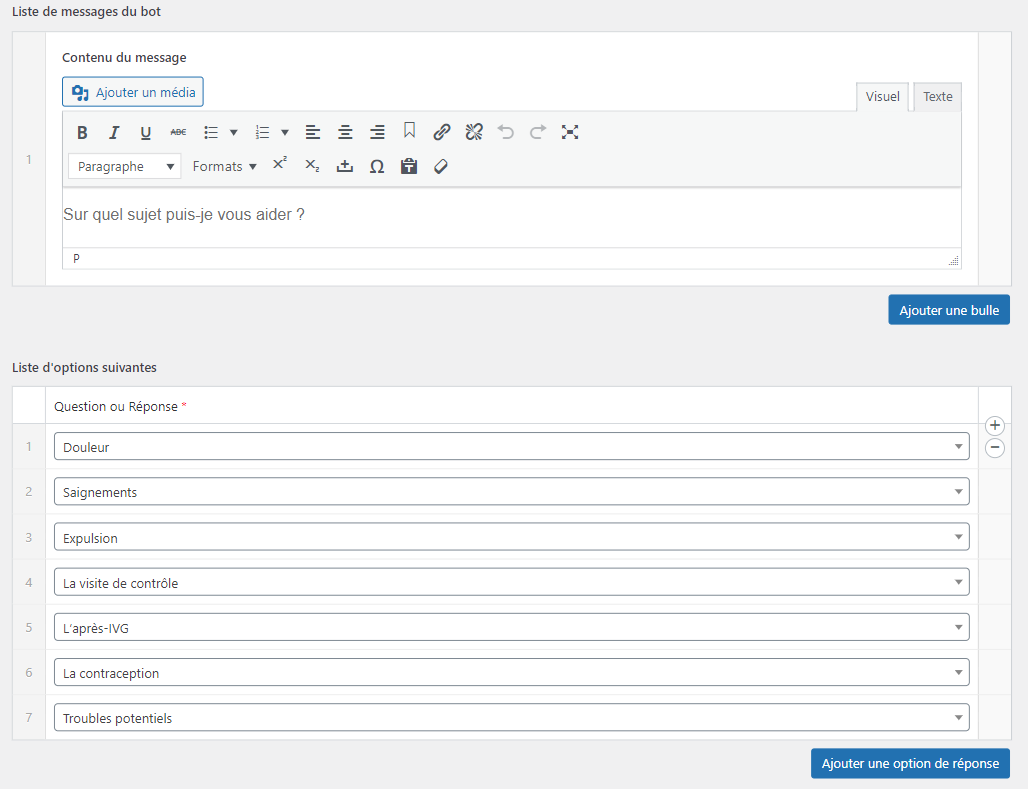 Liste de messages du bot
Contenu du message
Ajouter un média
Visuel Texte
B I U ABC
Paragraphe Formats X² X₂ Ω T
1
Sur quel sujet puis-je vous aider ?
P
Ajouter une bulle
Liste d'options suivantes
Question ou Réponse *
1 Douleur
2 Saignements
3 Expulsion
4 La visite de contrôle
5 L'après-IVG
6 La contraception
7 Troubles potentiels
Ajouter une option de réponse